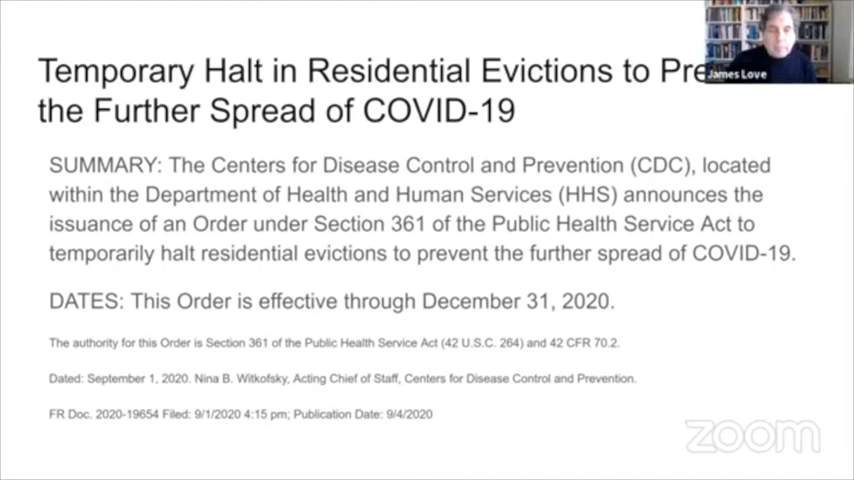 Temporary Halt in Residential Evictions to Pre
the Further Spread of COVID-19
James Love
SUMMARY: The Centers for Disease Control and Prevention (CDC), located
within the Department of Health and Human Services (HHS) announces the
issuance of an Order under Section 361 of the Public Health Service Act to
temporarily halt residential evictions to prevent the further spread of COVID-19.
DATES: This Order is effective through December 31, 2020.
The authority for this Order is Section 361 of the Public Health Service Act (42 U.S.C. 264) and 42 CFR 70.2.
Dated: September 1, 2020. Nina B. Witkofsky, Acting Chief of Staff, Centers for Disease Control and Prevention.
FR Doc. 2020-19654 Filed: 9/1/2020 4:15 pm; Publication Date: 9/4/2020
zoom